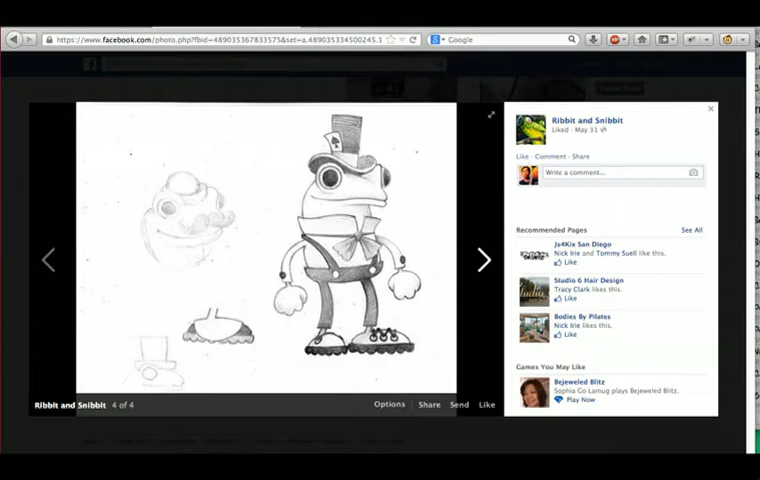 https://www.facebook.com/photo.php?fbid=489035367833575&set=a.489035334500245.1
Google
Ribbit and Snibbit
Liked · May 31
Like · Comment · Share
Write a comment...
Recommended Pages
See All
Js4Kix San Diego
Nick Irie and Tommy Suell like this.
Like
Studio 6 Hair Design
Tracy Clark likes this.
Like
Bodies By Pilates
Nick Irie likes this.
Like
Games You May Like
Bejeweled Blitz
Sophia Go Lamug plays Bejeweled Blitz.
Play Now
Ribbit and Snibbit 4 of 4
Options · Share Send Like